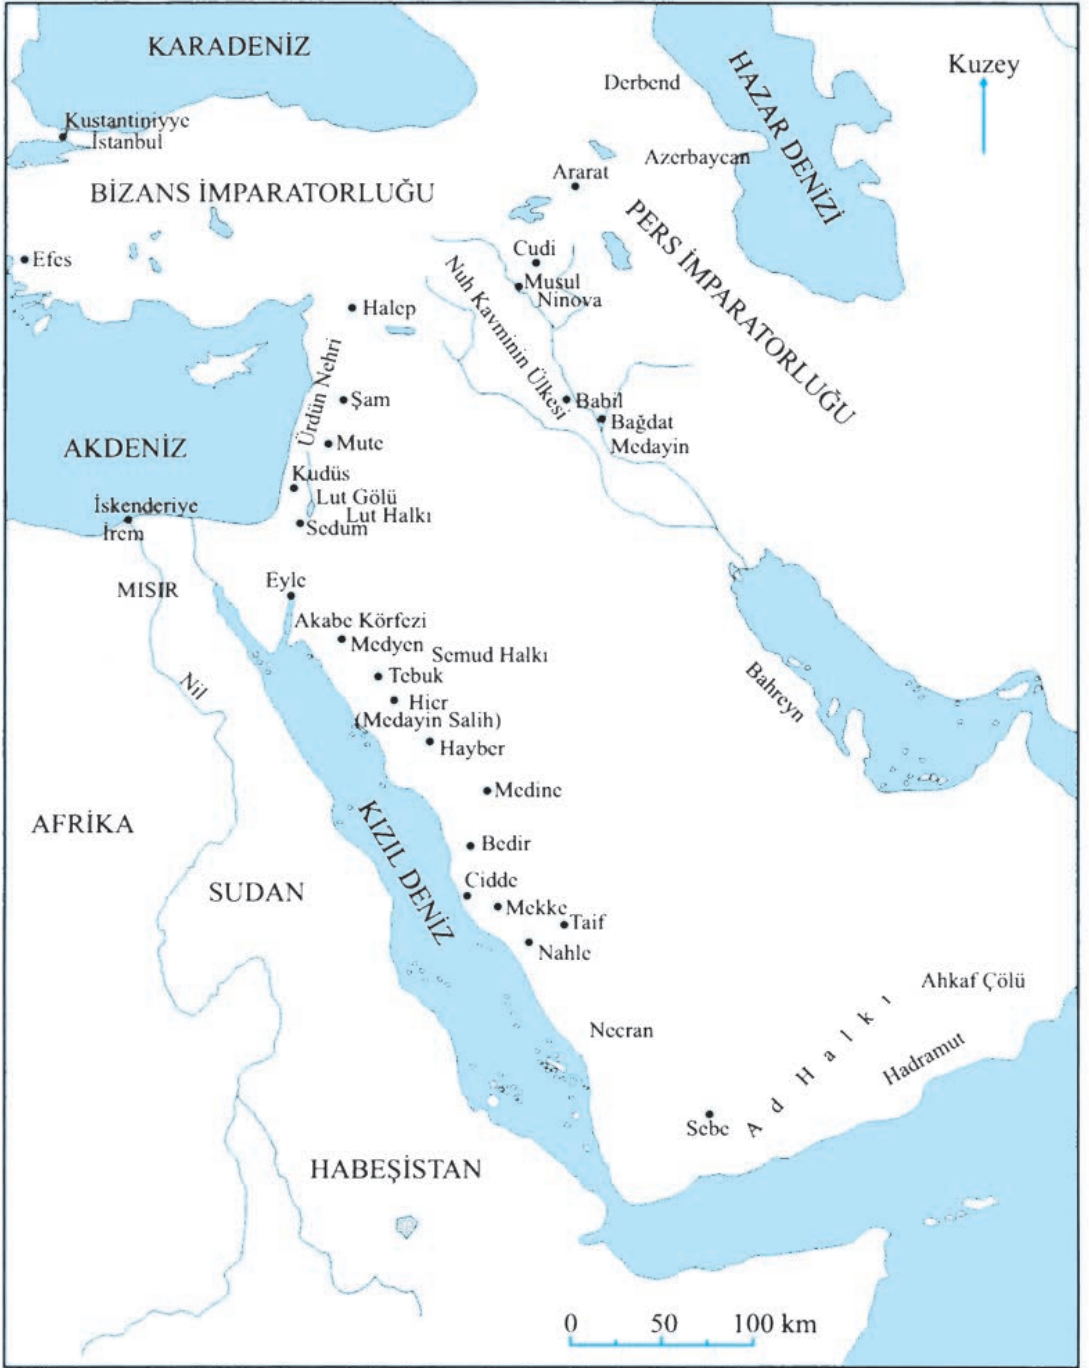 KARADENİZ
Derbend
HAZAR DENİZİ
Kuzey
Kustantiniyye
İstanbul
Azerbaycan
Ararat
BİZANS İMPARATORLUĞU
PERS İMPARATORLUĞU
Efes
Cudi
Musul
Ninova
Nuh Kavminin Ülkesi
Halep
Ürdün Nehri
Şam
Babil
Bağdat
Medayin
AKDENİZ
Mute
Kudüs
Lut Gölü
Lut Halkı
Sedum
İskenderiye
İrem
MISIR
Eyle
Akabe Körfezi
Medyen
Semud Halkı
Tebuk
Nil
Hicr
(Medayin Salih)
Hayber
Bahreyn
Medine
AFRİKA
KIZIL DENİZ
Bedir
SUDAN
Cidde
Mekke
Taif
Nahle
Ahkaf Çölü
Necran
Ad Halkı
Hadramut
Sebe
HABEŞİSTAN
0 50 100 km